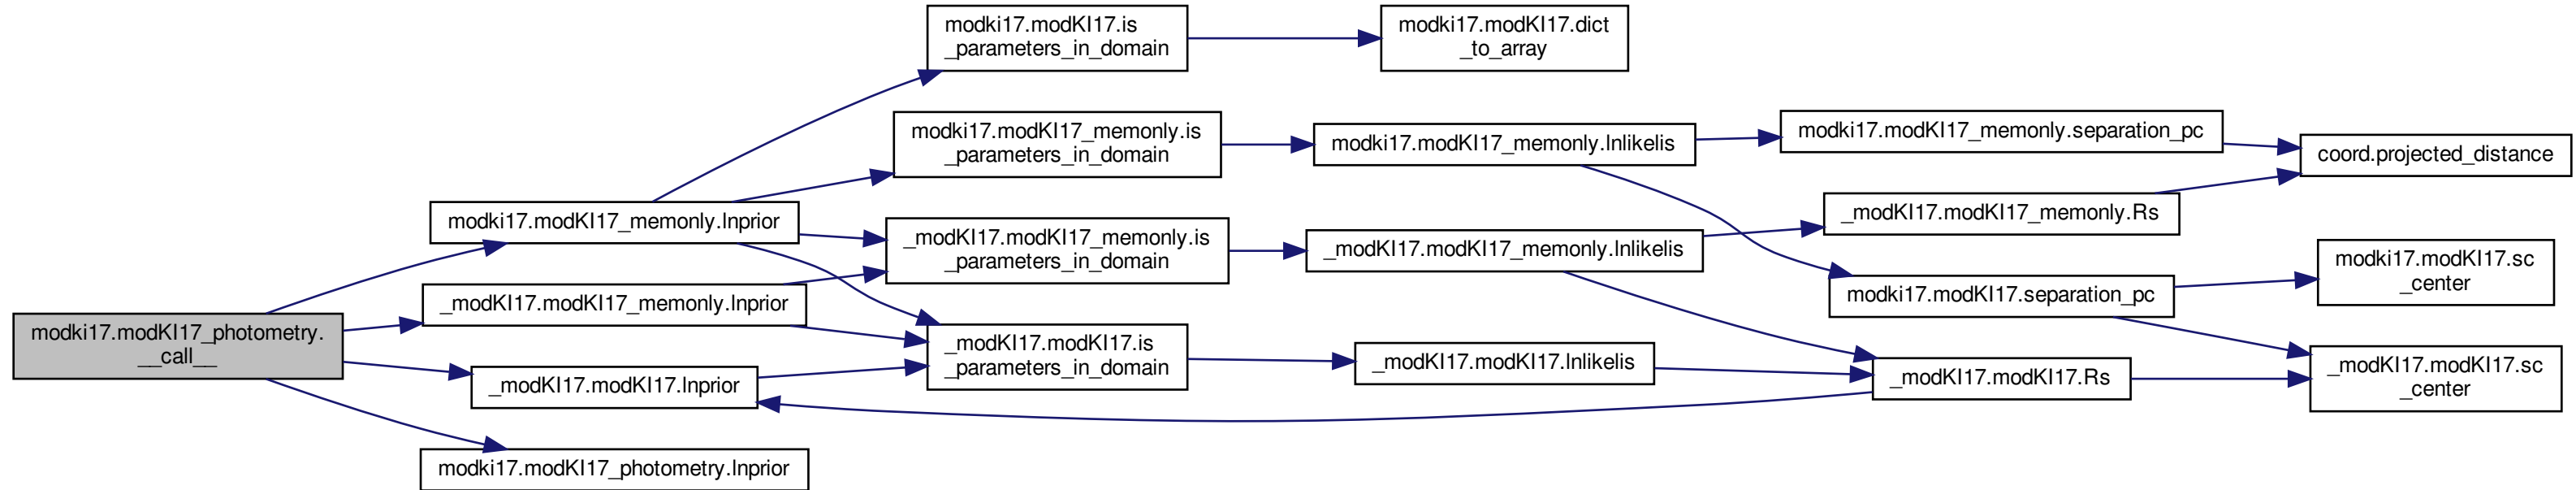 modki17.modKI17_photometry.
__call__
modki17.modKI17_memonly.lnprior
_modKI17.modKI17_memonly.lnprior
_modKI17.modKI17.lnprior
modki17.modKI17_photometry.lnprior
modki17.modKI17.is
_parameters_in_domain
modki17.modKI17_memonly.is
_parameters_in_domain
_modKI17.modKI17_memonly.is
_parameters_in_domain
_modKI17.modKI17.is
_parameters_in_domain
modki17.modKI17.dict
_to_array
modki17.modKI17_memonly.lnlikelis
_modKI17.modKI17_memonly.lnlikelis
_modKI17.modKI17.lnlikelis
modki17.modKI17_memonly.separation_pc
_modKI17.modKI17_memonly.Rs
modki17.modKI17.separation_pc
_modKI17.modKI17.Rs
coord.projected_distance
modki17.modKI17.sc
_center
_modKI17.modKI17.sc
_center